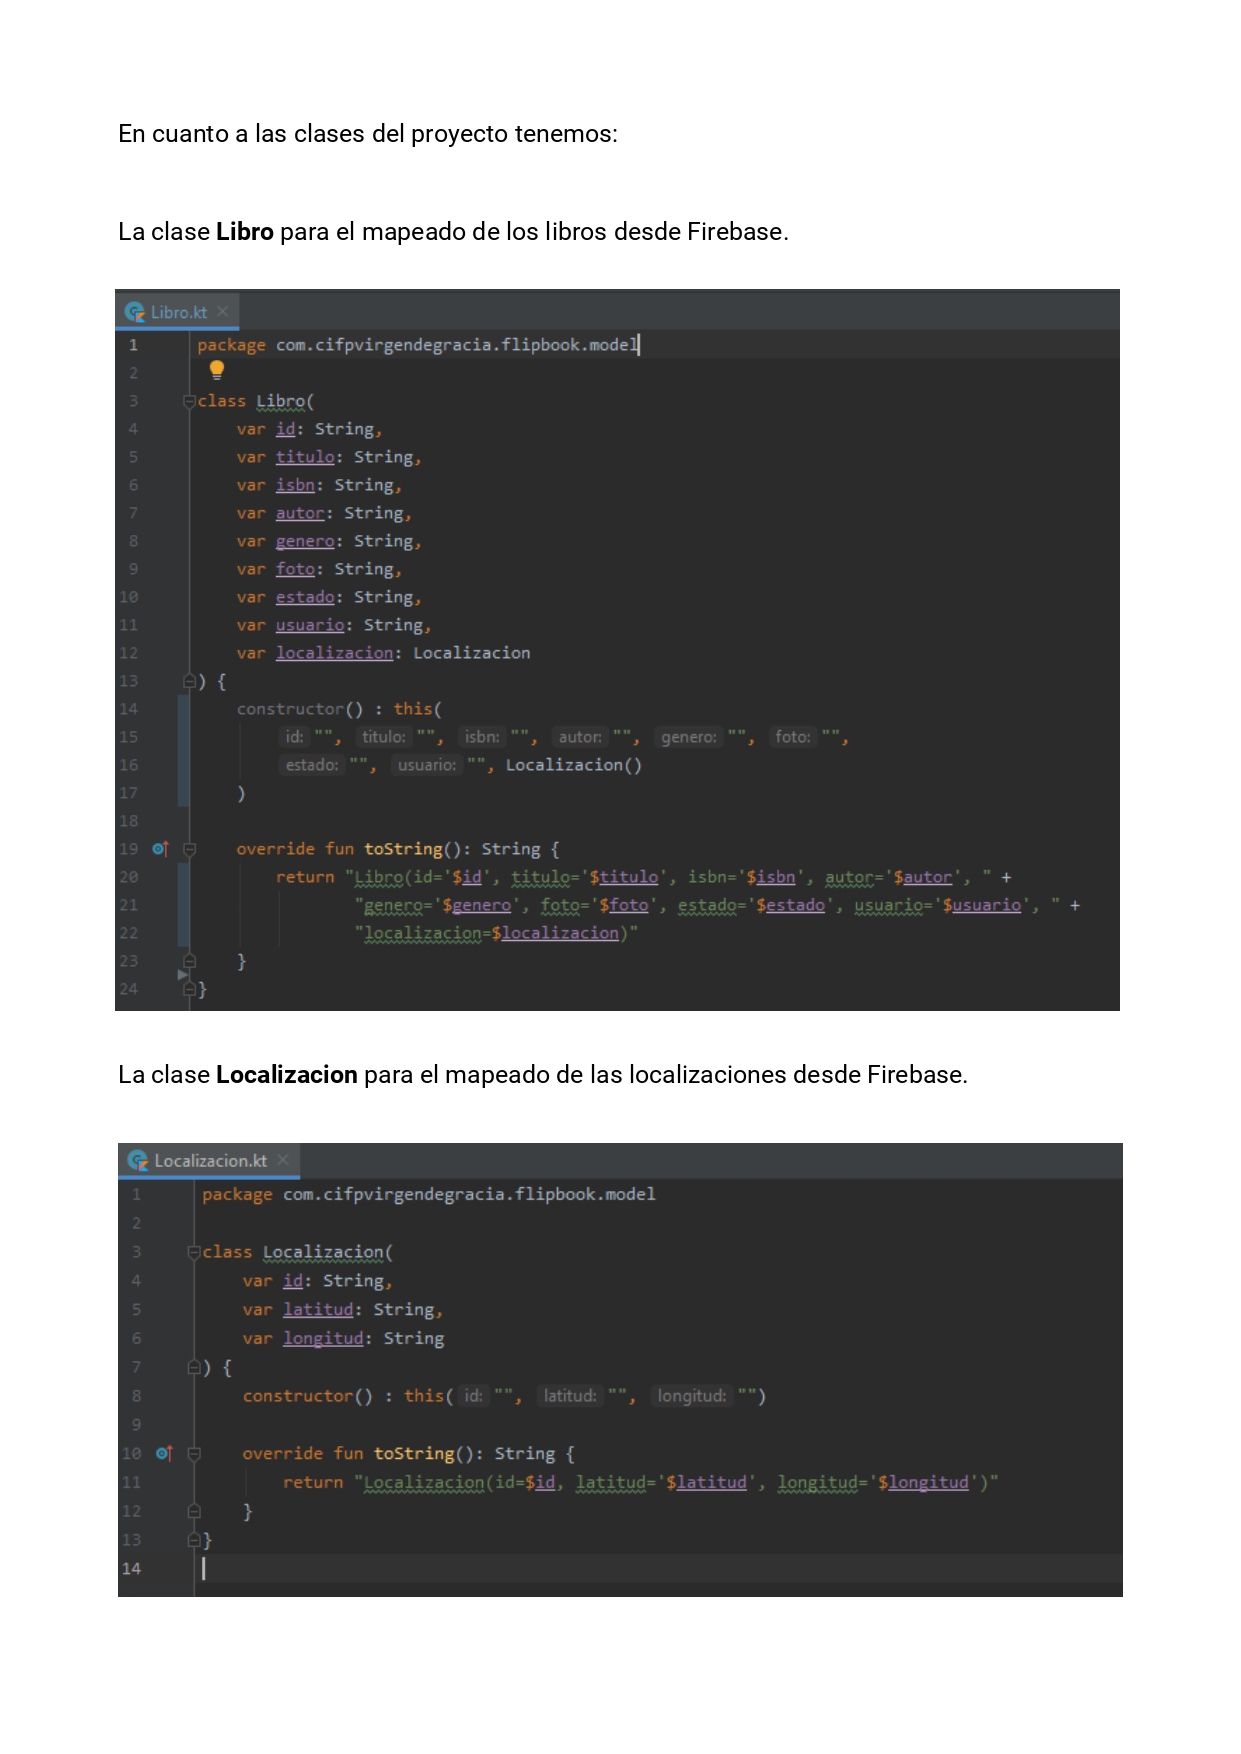 En cuanto a las clases del proyecto tenemos:
La clase Libro para el mapeado de los libros desde Firebase.
Libro.kt
1 package com.cifpvirgendegracia.flipbook.model
2
3 class Libro(
4 var id: String,
5 var titulo: String,
6 var isbn: String,
7 var autor: String,
8 var genero: String,
9 var foto: String,
10 var estado: String,
11 var usuario: String,
12 var localizacion: Localizacion
13 ) {
14 constructor() : this(
15 id: "", titulo: "", isbn: "", autor: "", genero: "", foto: "",
16 estado: "", usuario: "", Localizacion()
17 )
18
19 override fun toString(): String {
20 return "Libro(id='$id', titulo='$titulo', isbn='$isbn', autor='$autor', " +
21 "genero='$genero', foto='$foto', estado='$estado', usuario='$usuario', " +
22 "localizacion=$localizacion)"
23 }
24 }
La clase Localizacion para el mapeado de las localizaciones desde Firebase.
Localizacion.kt
1 package com.cifpvirgendegracia.flipbook.model
2
3 class Localizacion(
4 var id: String,
5 var latitud: String,
6 var longitud: String
7 ) {
8 constructor() : this( id: "", latitud: "", longitud: "")
9
10 override fun toString(): String {
11 return "Localizacion(id=$id, latitud='$latitud', longitud='$longitud')"
12 }
13 }
14